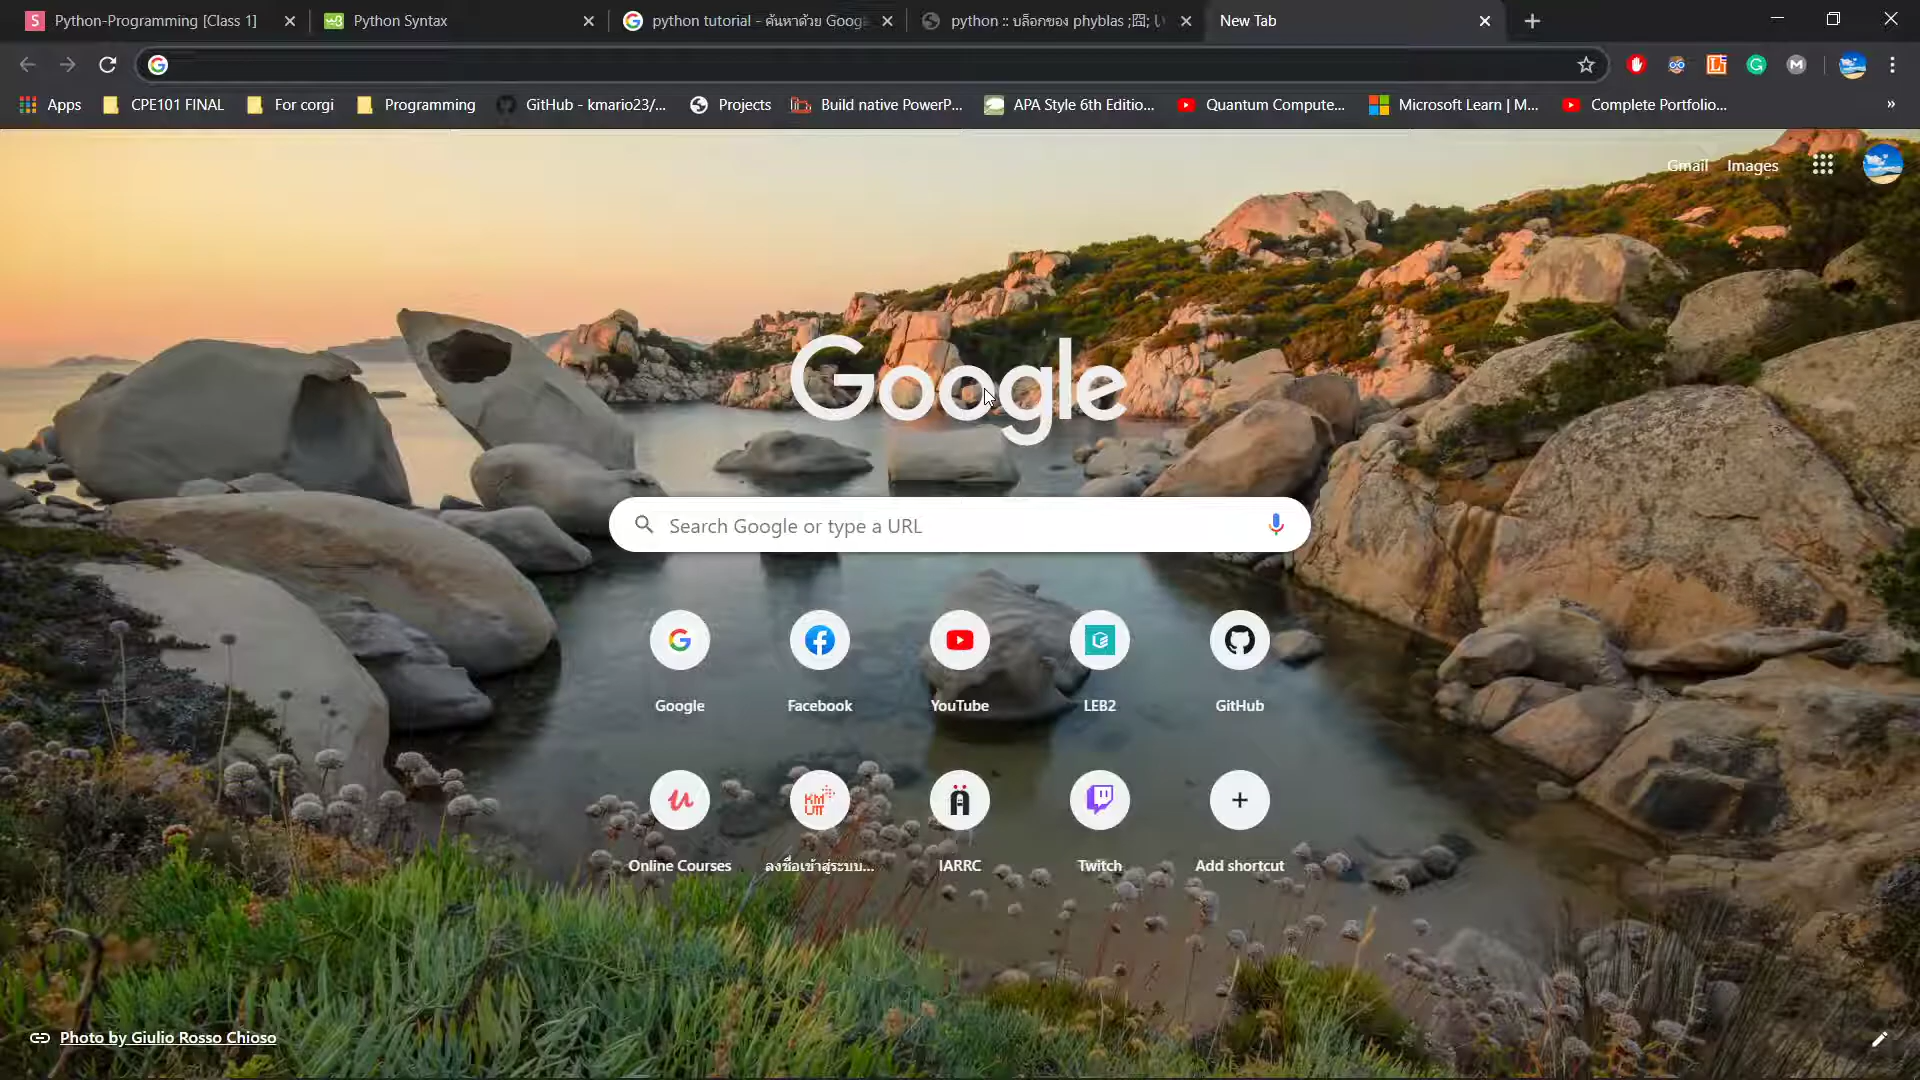 Python-Programming [Class 1]
Python Syntax
python tutorial - ค้นหาด้วย Goog
python :: บล็อกของ phyblas ;囧;
New Tab
Apps
CPE101 FINAL
For corgi
Programming
GitHub - kmario23/...
Projects
Build native PowerP...
APA Style 6th Editio...
Quantum Compute...
Microsoft Learn | M...
Complete Portfolio...
»
Gmail
Images
Google
Search Google or type a URL
Google
Facebook
YouTube
LEB2
GitHub
Online Courses
ลงชื่อเข้าสู่ระบบ...
IARRC
Twitch
Add shortcut
Photo by Giulio Rosso Chioso